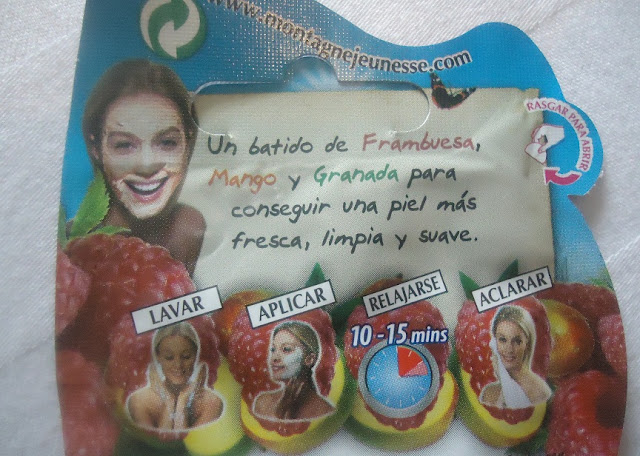 www.montagnejeunesse.com
RASGAR PARA ABRIR
Un batido de Frambuesa,
Mango y Granada para
conseguir una piel más
fresca, limpia y suave.
LAVAR
APLICAR
RELAJARSE
ACLARAR
10-15 mins